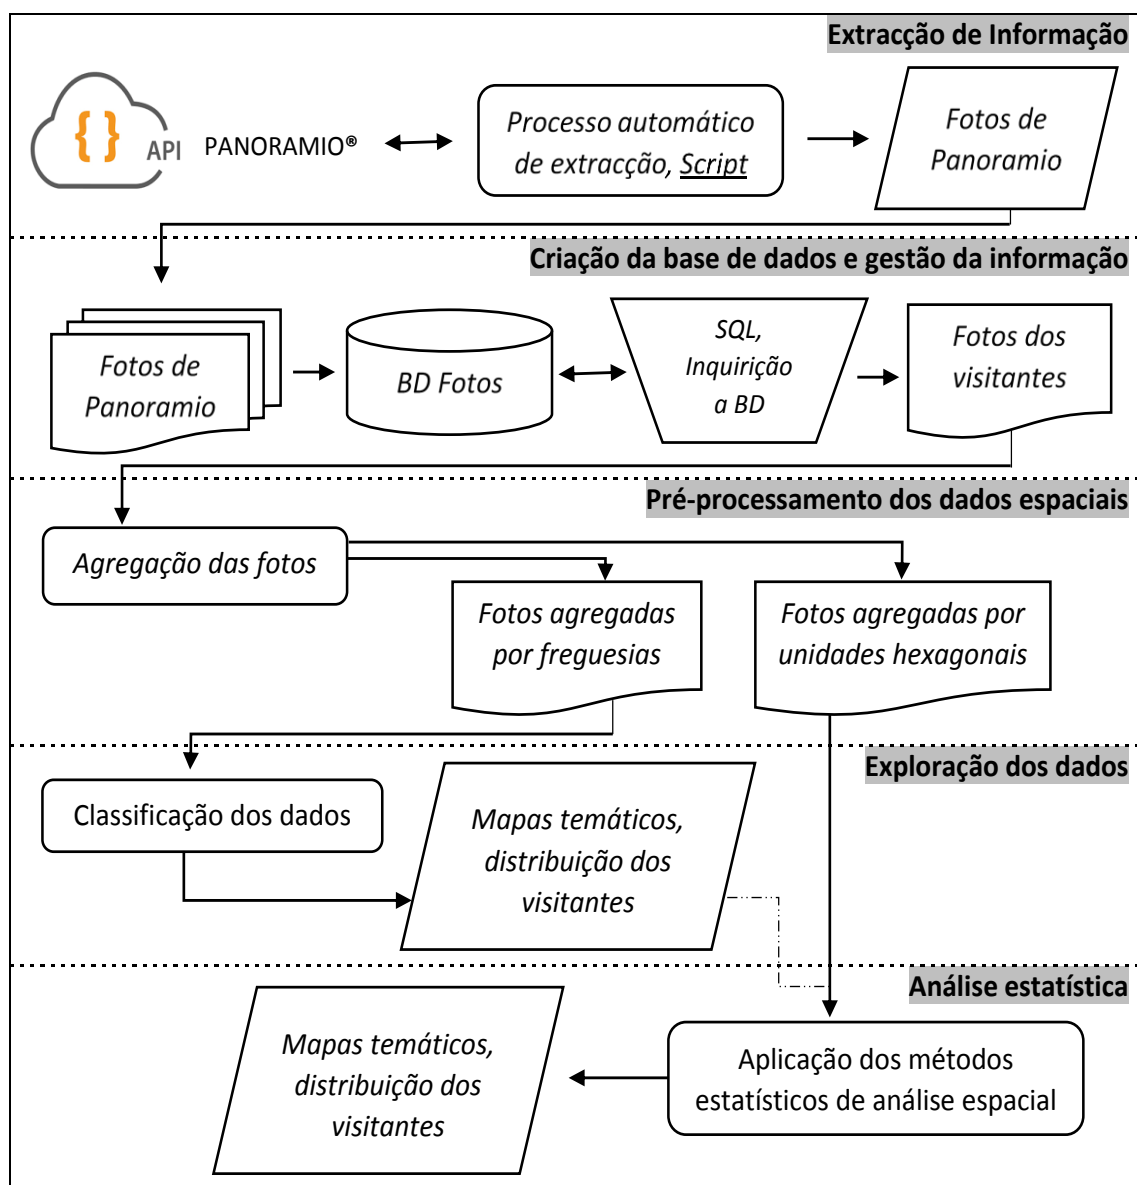 Extracção de Informação
{ }
API
PANORAMIO®
Processo automático
de extracção, Script
Fotos de
Panoramio
Criação da base de dados e gestão da informação
Fotos de
Panoramio
BD Fotos
SQL,
Inquirição
a BD
Fotos dos
visitantes
Pré-processamento dos dados espaciais
Agregação das fotos
Fotos agregadas
por freguesias
Fotos agregadas por
unidades hexagonais
Exploração dos dados
Classificação dos dados
Mapas temáticos,
distribuição dos
visitantes
Análise estatística
Mapas temáticos,
distribuição dos
visitantes
Aplicação dos métodos
estatísticos de análise espacial